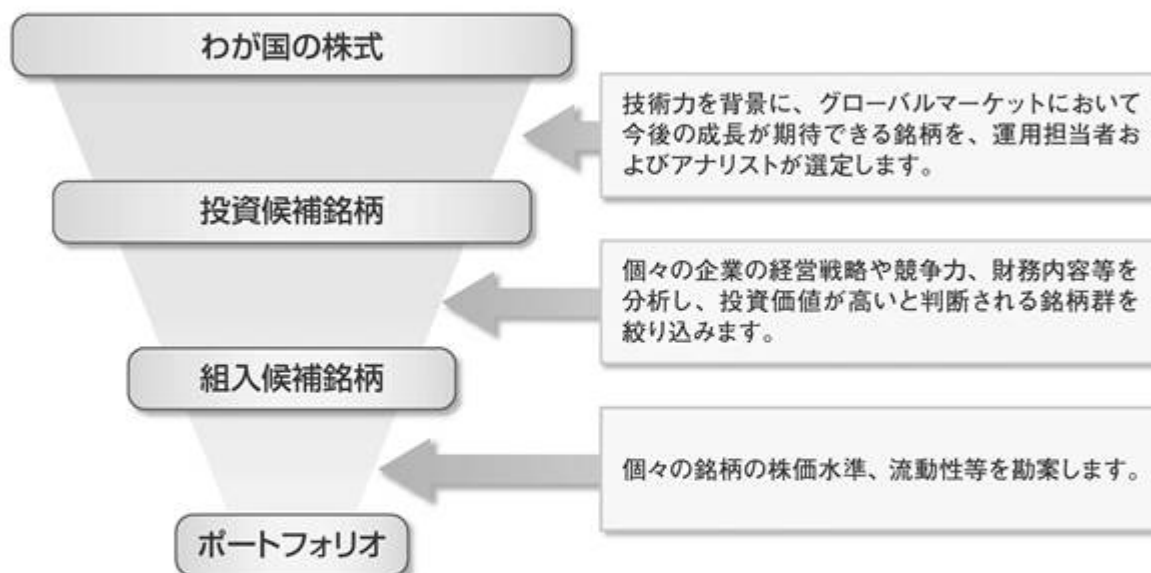 わが国の株式
技術力を背景に、グローバルマーケットにおいて
今後の成長が期待できる銘柄を、運用担当者お
よびアナリストが選定します。
投資候補銘柄
個々の企業の経営戦略や競争力、財務内容等を
分析し、投資価値が高いと判断される銘柄群を
絞り込みます。
組入候補銘柄
個々の銘柄の株価水準、流動性等を勘案します。
ポートフォリオ